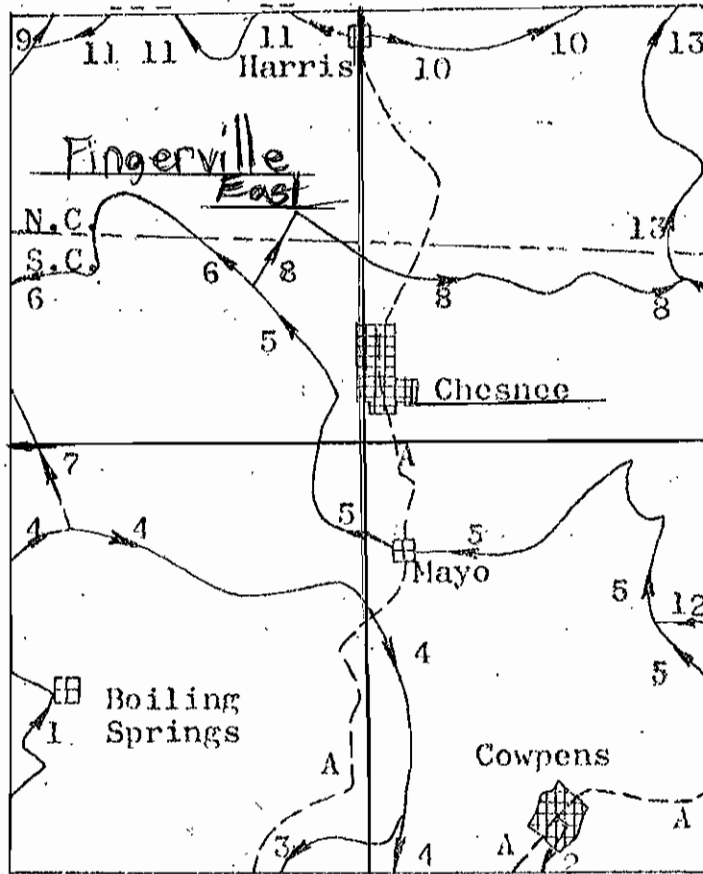 9 11 11 11 10 10 13
Harris
Fingerville
East
N.C.
S.C.
13
6 6 8 8 8
5
Chesnee
A
7
4 4 5 5
Mayo
5 12
4 5
1
Boiling
Springs
Cowpens
A A
3 4 A 2